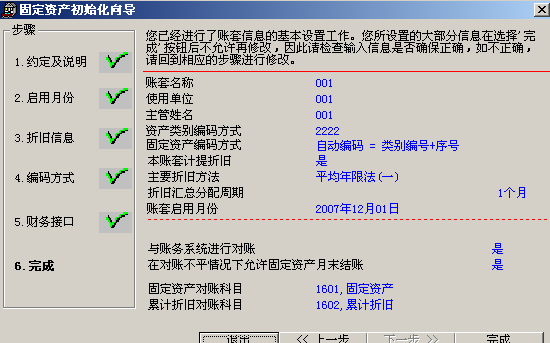 固定资产初始化向导
步骤
1.约定及说明
2.启用月份
3.折旧信息
4.编码方式
5.财务接口
6.完成
您已经进行了账套信息的基本设置工作。您所设置的大部分信息在选择'完
成'按钮后不允许再修改，因此请检查输入信息是否确保正确，如不正确，
请回到相应的步骤进行修改。
账套名称 001
使用单位 001
主管姓名 001
资产类别编码方式 2222
固定资产编码方式 自动编码 = 类别编号+序号
本账套计提折旧 是
主要折旧方法 平均年限法(一)
折旧汇总分配周期 1个月
账套启用月份 2007年12月01日
与账务系统进行对账 是
在对账不平情况下允许固定资产月末结账 是
固定资产对账科目 1601,固定资产
累计折旧对账科目 1602,累计折旧
退出 << 上一步 下一步 >> 完成